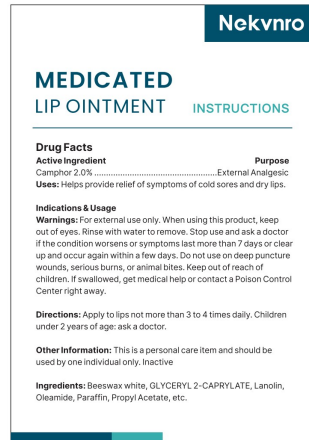 Nekvnro
MEDICATED
LIP OINTMENT INSTRUCTIONS
Drug Facts
Active Ingredient Purpose
Camphor 2.0% ....................................................External Analgesic
Uses: Helps provide relief of symptoms of cold sores and dry lips.
Indications & Usage
Warnings: For external use only. When using this product, keep
out of eyes. Rinse with water to remove. Stop use and ask a doctor
if the condition worsens or symptoms last more than 7 days or clear
up and occur again within a few days. Do not use on deep puncture
wounds, serious burns, or animal bites. Keep out of reach of
children. If swallowed, get medical help or contact a Poison Control
Center right away.
Directions: Apply to lips not more than 3 to 4 times daily. Children
under 2 years of age: ask a doctor.
Other Information: This is a personal care item and should be
used by one individual only. Inactive
Ingredients: Beeswax white, GLYCERYL 2-CAPRYLATE, Lanolin,
Oleamide, Paraffin, Propyl Acetate, etc.